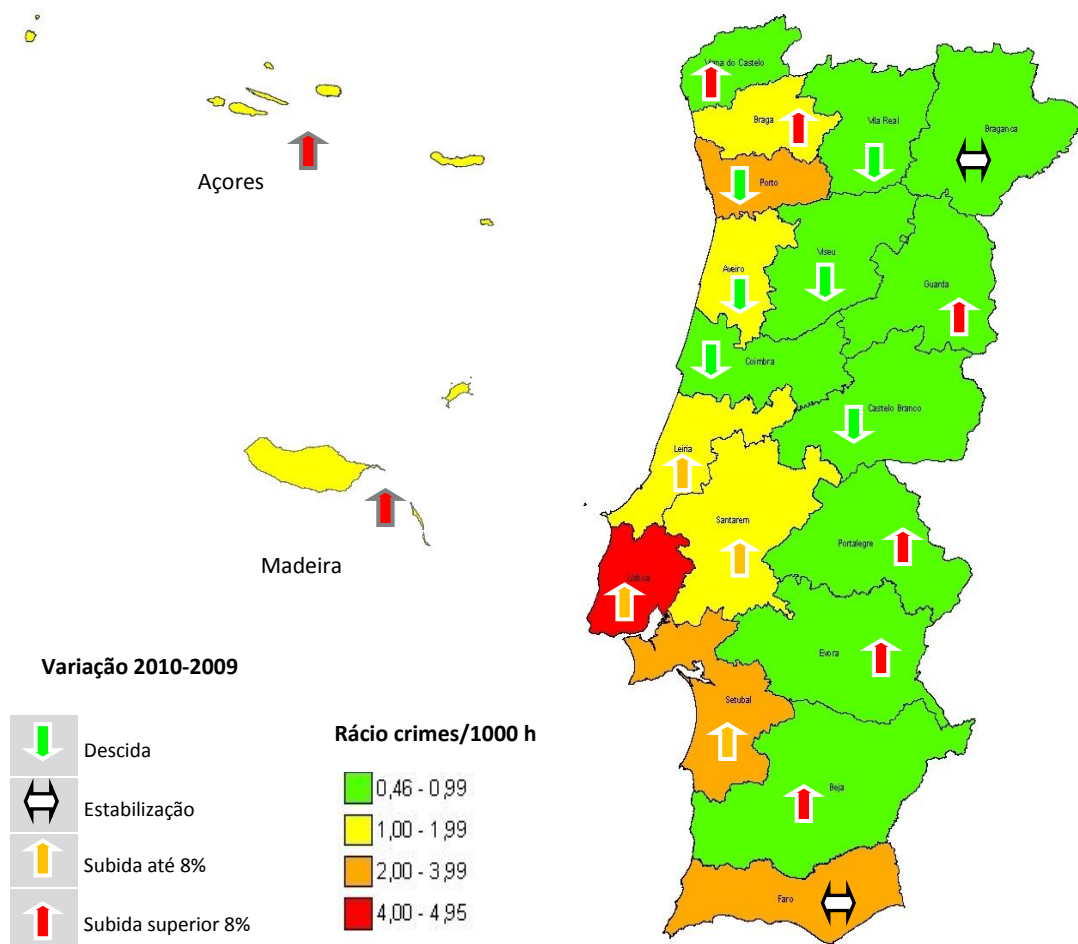 Viana do Castelo
Braga
Vila Real
Braganca
Porto
Açores
Aveiro
Viseu
Guarda
Coimbra
Castelo Branco
Leiria
Santarem
Portalegre
Madeira
Lisboa
Evora
Setubal
Beja
Faro
Variação 2010-2009
Descida
Estabilização
Subida até 8%
Subida superior 8%
Rácio crimes/1000 h
0,46 - 0,99
1,00 - 1,99
2,00 - 3,99
4,00 - 4,95